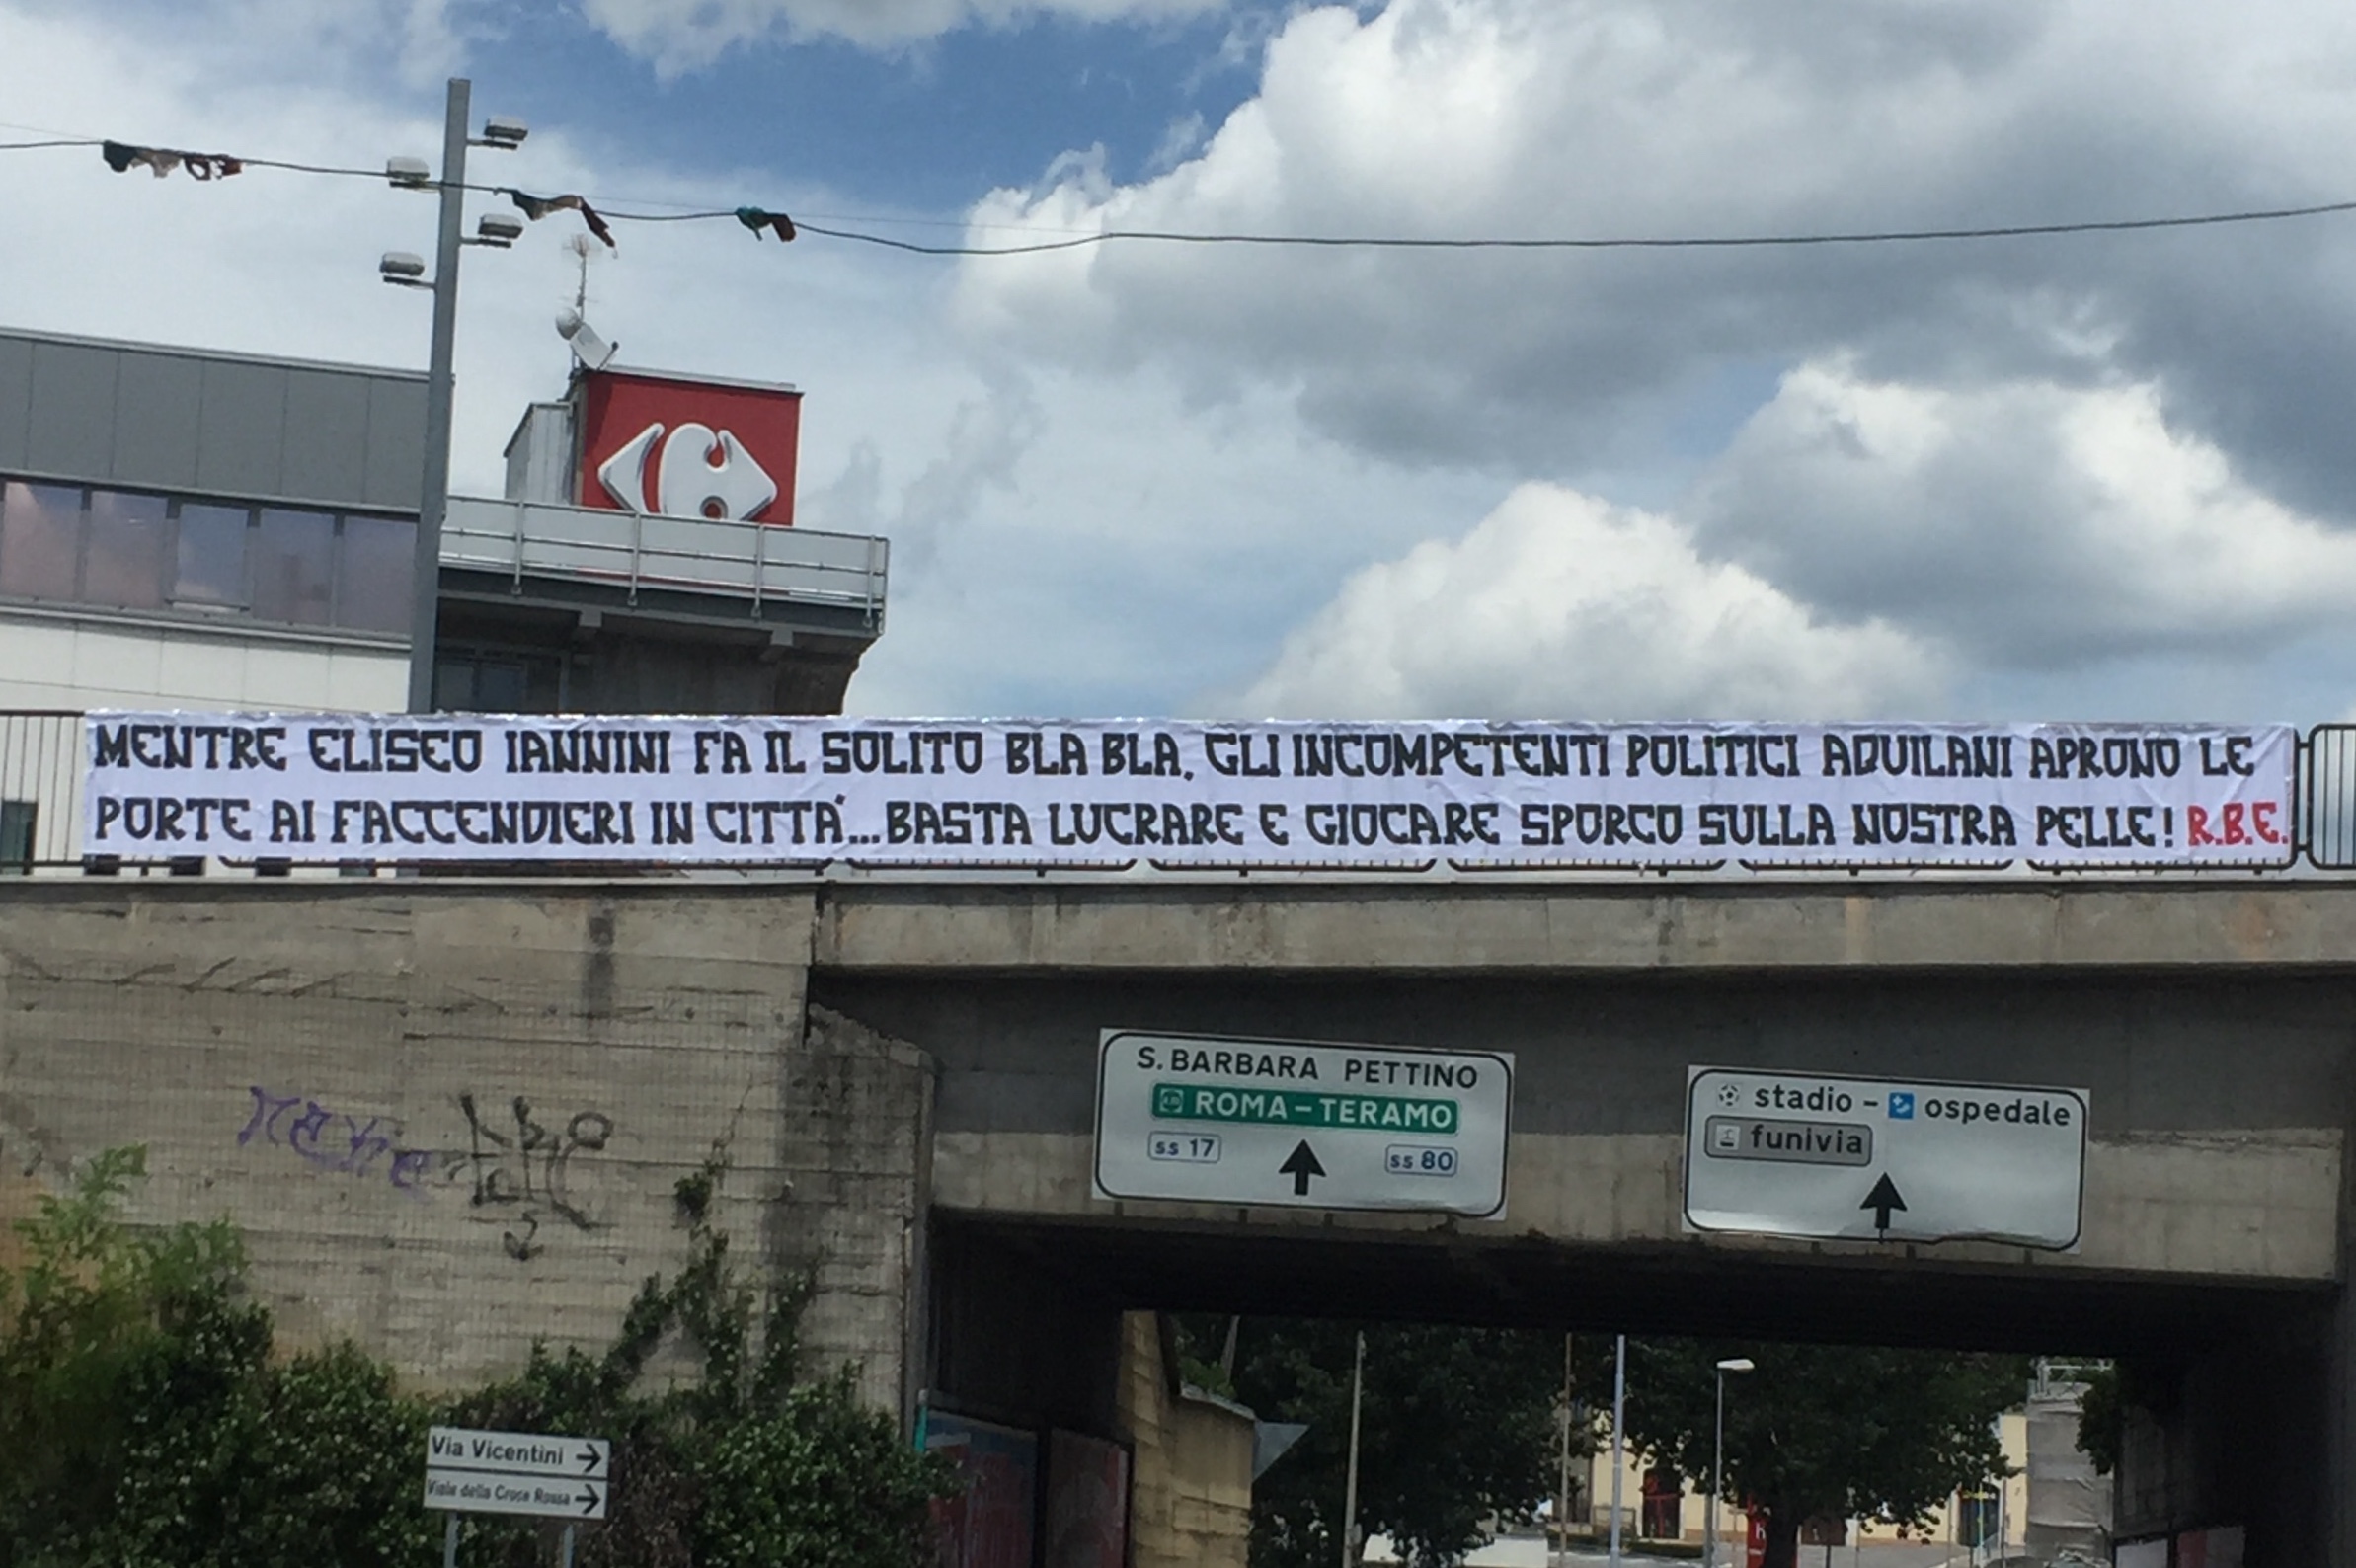 MENTRE ELISEO IANNINI FA IL SOLITO BLA BLA, GLI INCOMPETENTI POLITICI AQUILANI APRONO LE
PORTE AI FACCENDIERI IN CITTÁ...BASTA LUCRARE E GIOCARE SPORCO SULLA NOSTRA PELLE! R.B.E.
S. BARBARA PETTINO
ROMA - TERAMO
ss 17 ss 80
stadio - ospedale
funivia
Via Vicentini
Viale della Croce Rossa